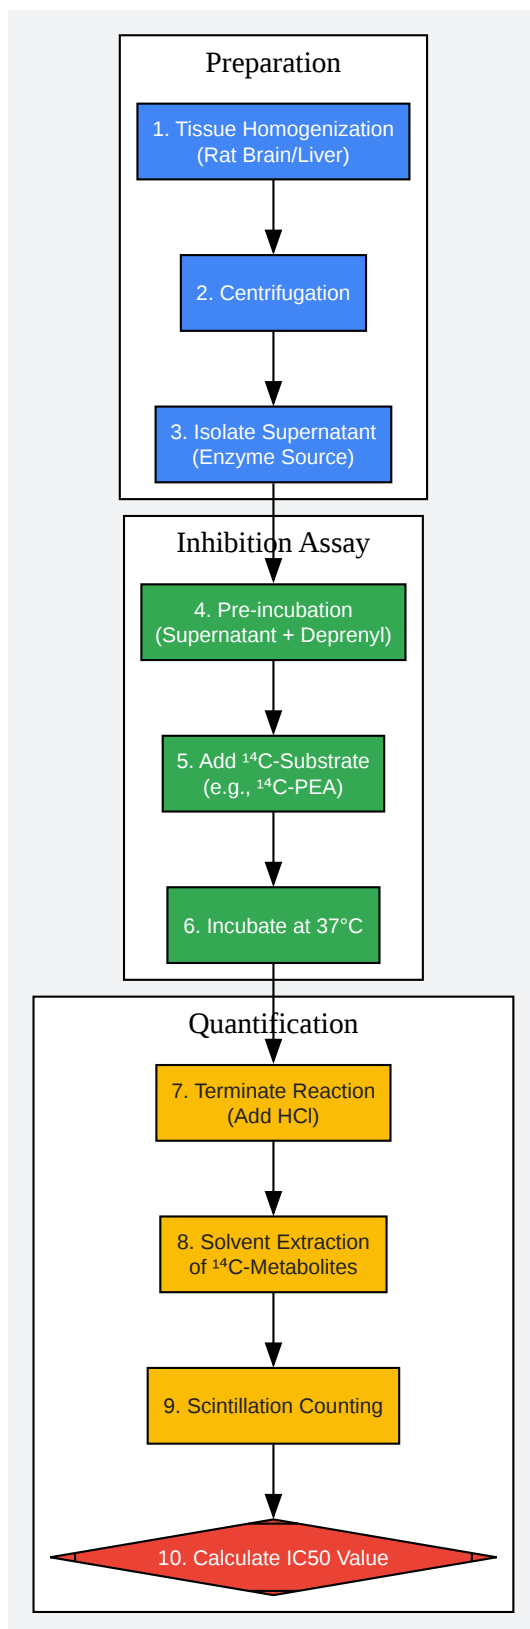 Preparation
1. Tissue Homogenization
(Rat Brain/Liver)
2. Centrifugation
3. Isolate Supernatant
(Enzyme Source)
Inhibition Assay
4. Pre-incubation
(Supernatant + Deprenyl)
5. Add ¹⁴C-Substrate
(e.g., ¹⁴C-PEA)
6. Incubate at 37°C
Quantification
7. Terminate Reaction
(Add HCl)
8. Solvent Extraction
of ¹⁴C-Metabolites
9. Scintillation Counting
10. Calculate IC50 Value